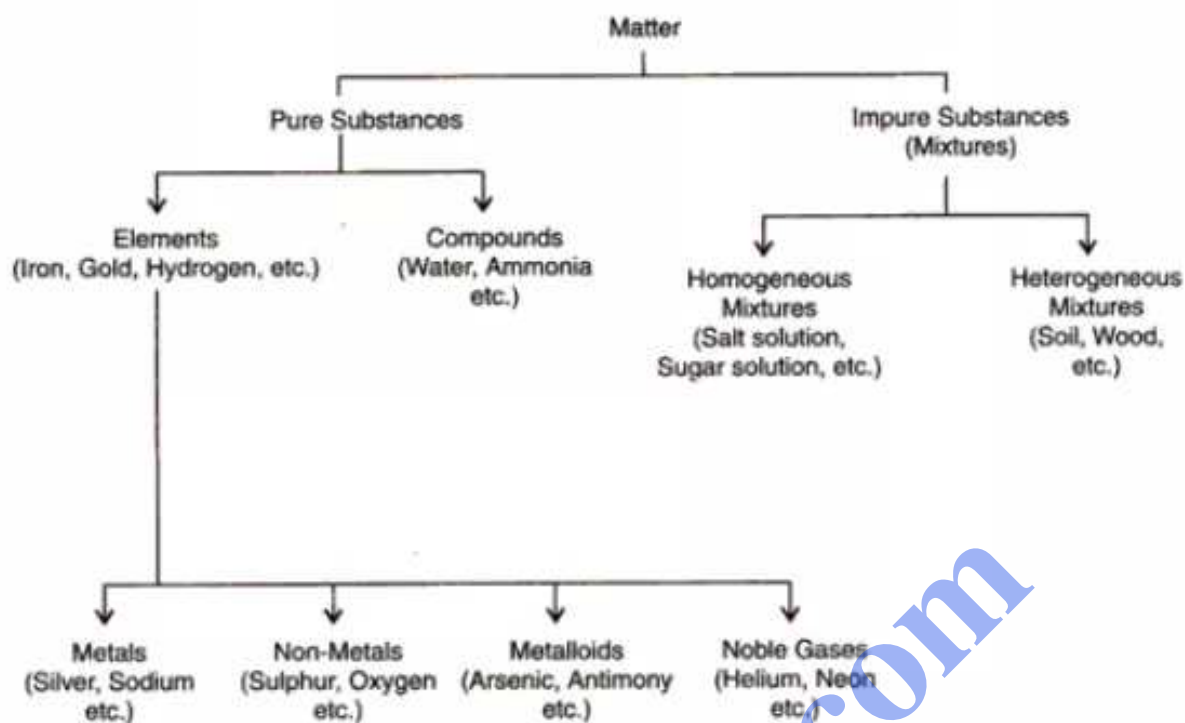 Matter
Pure Substances
Impure Substances
(Mixtures)
Elements
(Iron, Gold, Hydrogen, etc.)
Compounds
(Water, Ammonia
etc.)
Homogeneous
Mixtures
(Salt solution,
Sugar solution, etc.)
Heterogeneous
Mixtures
(Soil, Wood,
etc.)
Metals
(Silver, Sodium
etc.)
Non-Metals
(Sulphur, Oxygen
etc.)
Metalloids
(Arsenic, Antimony
etc.)
Noble Gases
(Helium, Neon
etc.)
com